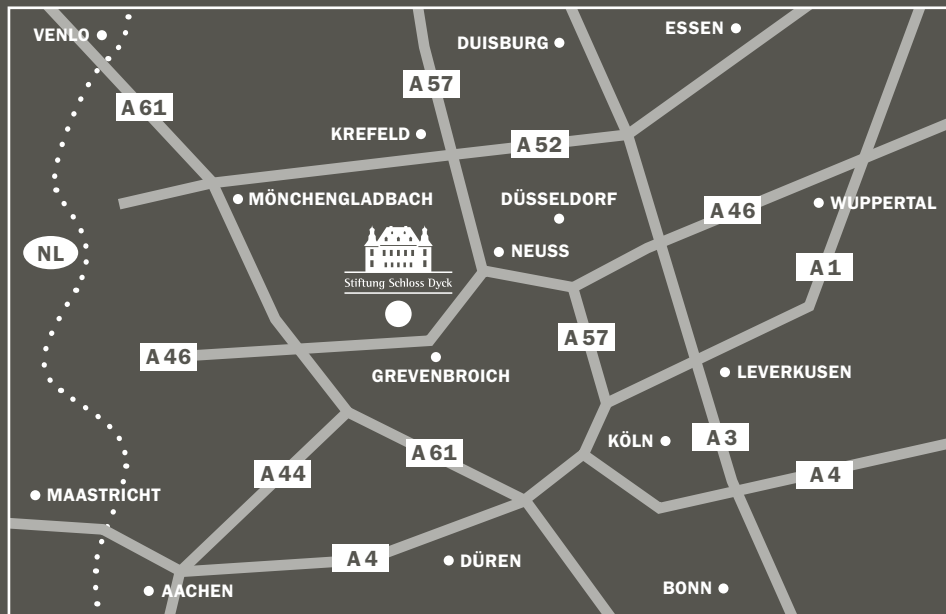 VENLO
DUISBURG
ESSEN
A 57
A 61
KREFELD
A 52
MÖNCHENGLADBACH
DÜSSELDORF
A 46
WUPPERTAL
NL
NEUSS
A 1
Stiftung Schloss Dyck
A 57
A 46
GREVENBROICH
LEVERKUSEN
KÖLN
A 3
A 61
A 44
A 4
MAASTRICHT
A 4
DÜREN
AACHEN
BONN